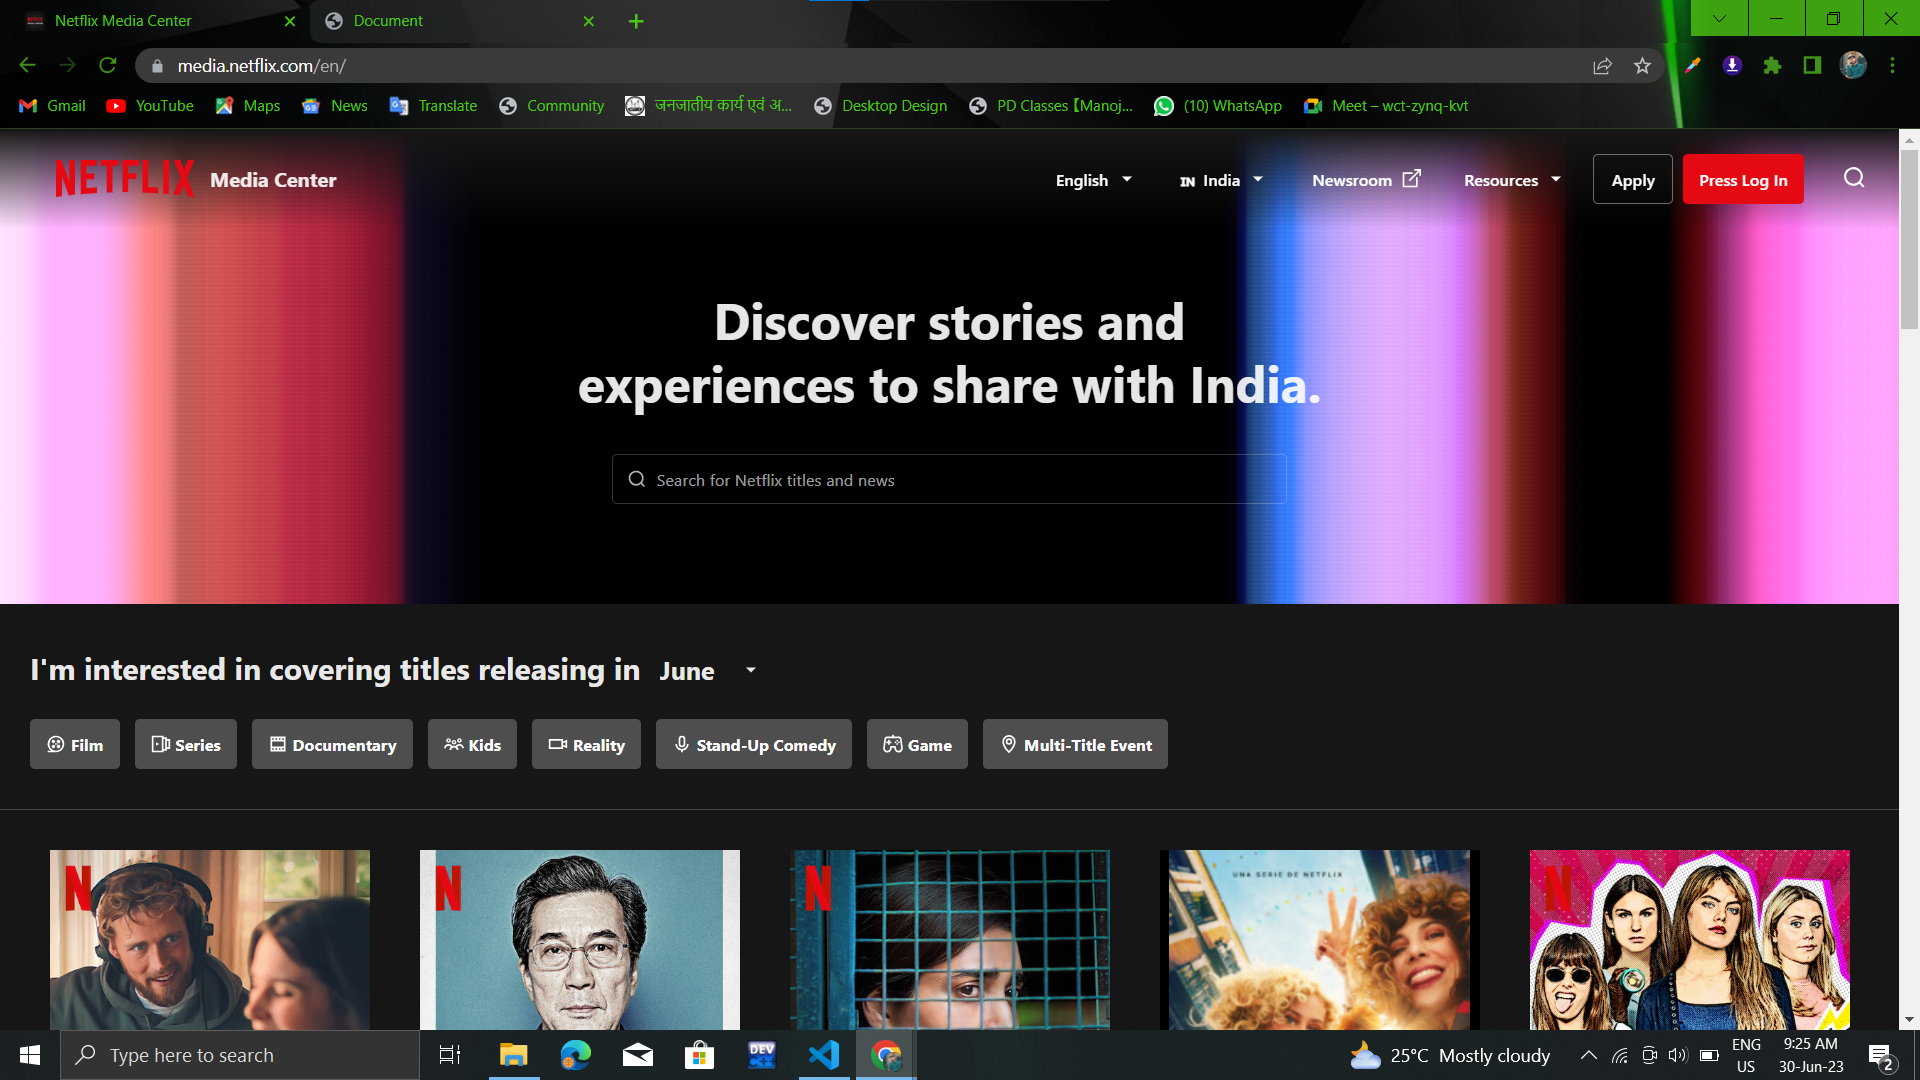 Netflix Media Center
Document
media.netflix.com/en/
Gmail
YouTube
Maps
News
Translate
Community
जनजातीय कार्य एवं अ...
Desktop Design
PD Classes【Manoj...
(10) WhatsApp
Meet – wct-zynq-kvt
NETFLIX Media Center
English
IN India
Newsroom
Resources
Apply
Press Log In
Discover stories and
experiences to share with India.
Search for Netflix titles and news
I'm interested in covering titles releasing in June
Film
Series
Documentary
Kids
Reality
Stand-Up Comedy
Game
Multi-Title Event
N
N
N
UNA SERIE DE NETFLIX
N
Type here to search
DEV
C++
25°C Mostly cloudy
ENG
US
9:25 AM
30-Jun-23
2